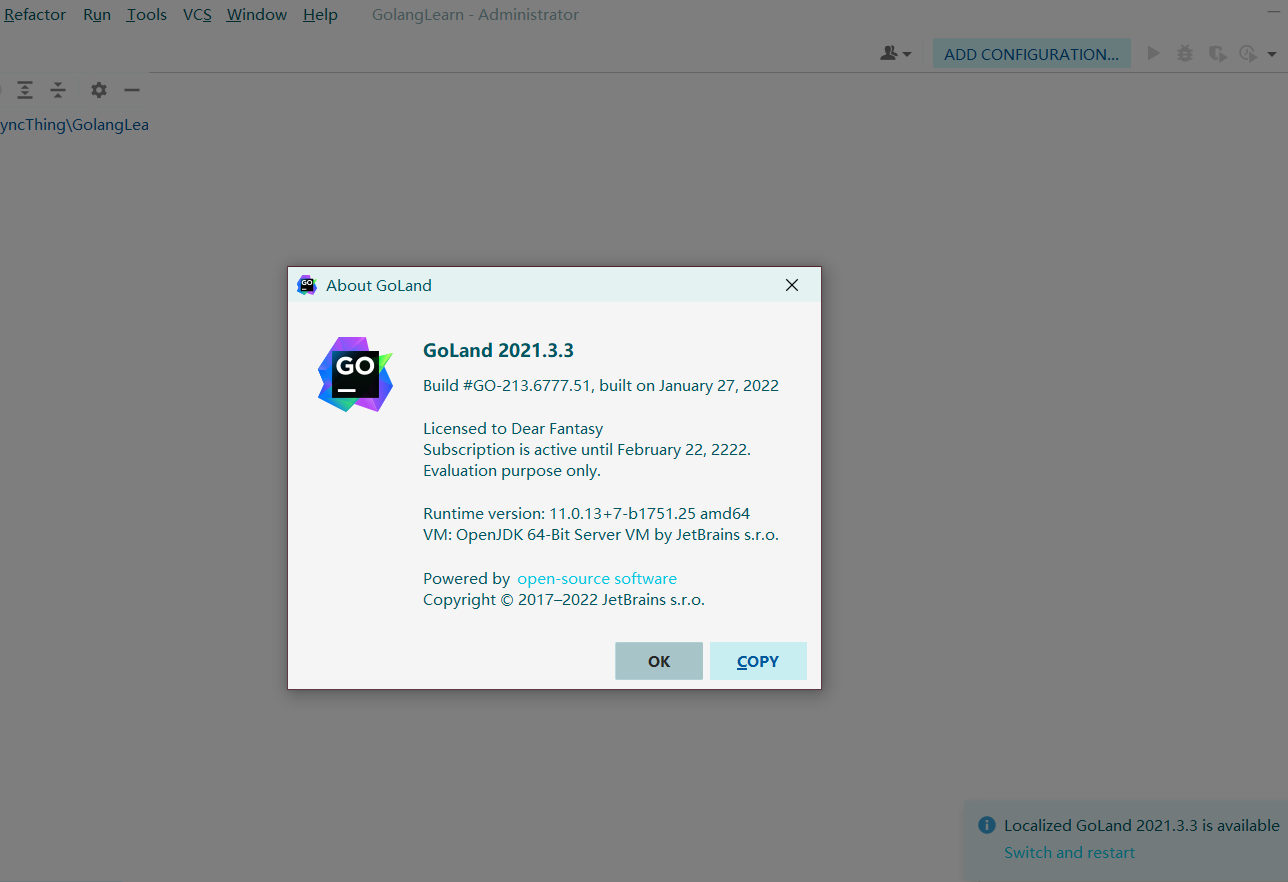 Refactor Run Tools VCS Window Help GolangLearn - Administrator
ADD CONFIGURATION...
yncThing\GolangLea
GO About GoLand
GO
GoLand 2021.3.3
Build #GO-213.6777.51, built on January 27, 2022
Licensed to Dear Fantasy
Subscription is active until February 22, 2222.
Evaluation purpose only.
Runtime version: 11.0.13+7-b1751.25 amd64
VM: OpenJDK 64-Bit Server VM by JetBrains s.r.o.
Powered by open-source software
Copyright © 2017–2022 JetBrains s.r.o.
OK COPY
Localized GoLand 2021.3.3 is available
Switch and restart